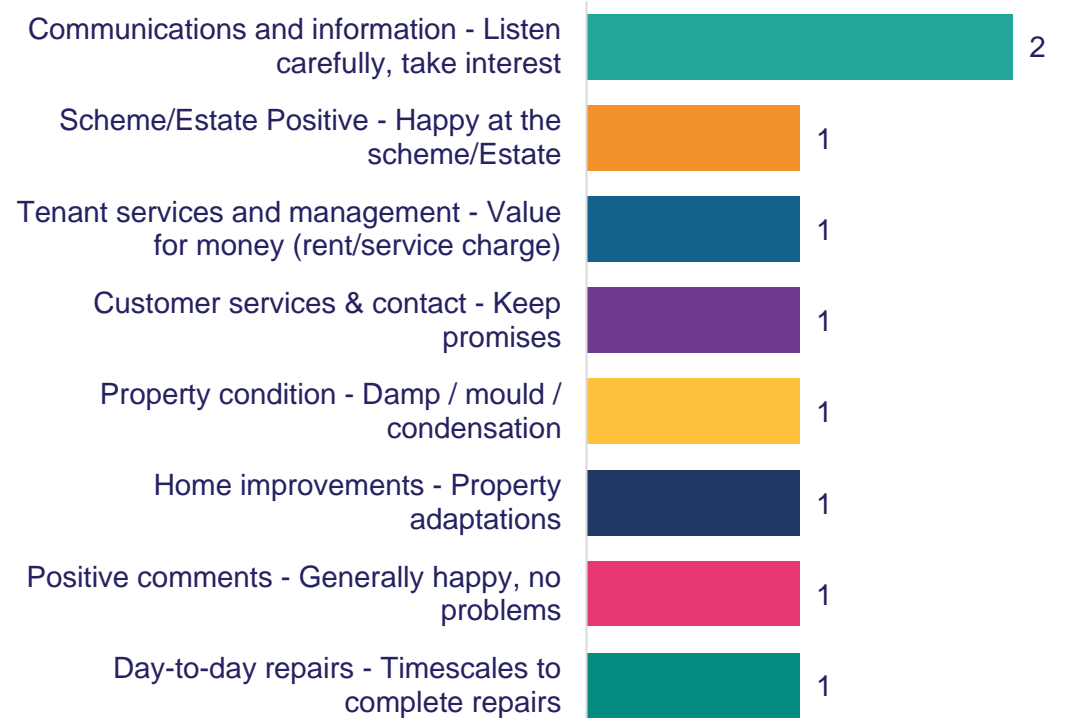 Communications and information - Listen
carefully, take interest
2
Scheme/Estate Positive - Happy at the
scheme/Estate
1
Tenant services and management - Value
for money (rent/service charge)
1
Customer services & contact - Keep
promises
1
Property condition - Damp / mould /
condensation
1
Home improvements - Property
adaptations
1
Positive comments - Generally happy, no
problems
1
Day-to-day repairs - Timescales to
complete repairs
1